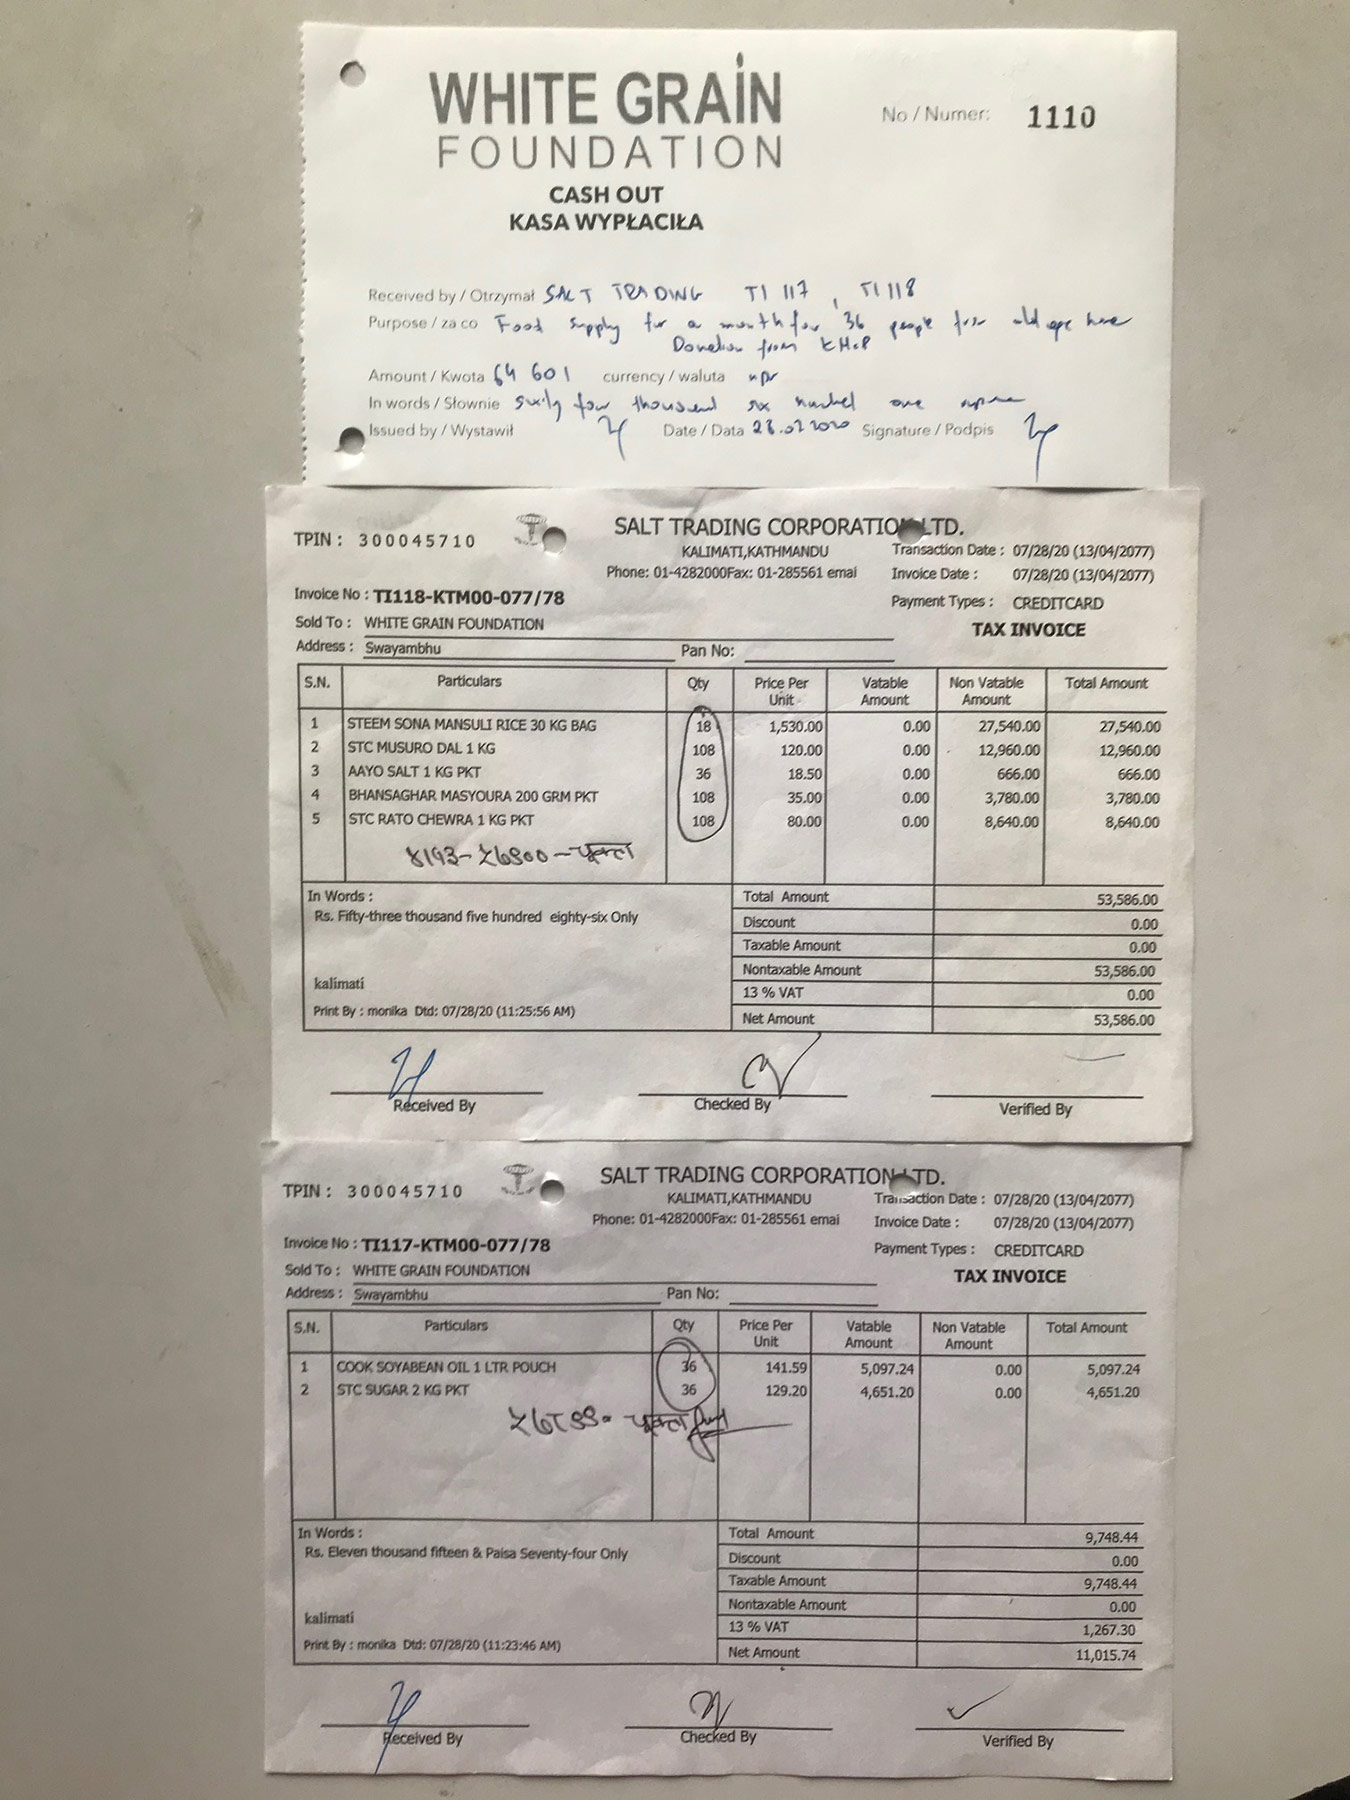 WHITE GRAiN
FOUNDATION
CASH OUT
KASA WYPŁACIŁA
No / Numer: 1110
Received by / Otrzymał SALT TRADING TI 117, TI 118
Purpose / za co Food supply for a month for 36 people from old age home
Donation from
Amount / Kwota 64 601 currency / waluta npr
In words / Słownie sixty four thousand six hundred one
Issued by / Wystawił Date / Data 28.07 2020 Signature / Podpis
TPIN : 300045710
SALT TRADING CORPORATION LTD.
KALIMATI,KATHMANDU
Phone: 01-4282000Fax: 01-285561 emai
Transaction Date : 07/28/20 (13/04/2077)
Invoice Date : 07/28/20 (13/04/2077)
Payment Types : CREDITCARD
Invoice No : TI118-KTM00-077/78
TAX INVOICE
Sold To : WHITE GRAIN FOUNDATION
Address : Swayambhu Pan No:
S.N. Particulars Qty Price Per Unit Vatable Amount Non Vatable Amount Total Amount
1 STEEM SONA MANSULI RICE 30 KG BAG 18 1,530.00 0.00 27,540.00 27,540.00
2 STC MUSURO DAL 1 KG 108 120.00 0.00 12,960.00 12,960.00
3 AAYO SALT 1 KG PKT 36 18.50 0.00 666.00 666.00
4 BHANSAGHAR MASYOURA 200 GRM PKT 108 35.00 0.00 3,780.00 3,780.00
5 STC RATO CHEWRA 1 KG PKT 108 80.00 0.00 8,640.00 8,640.00
In Words :
Rs. Fifty-three thousand five hundred eighty-six Only
Total Amount 53,586.00
Discount 0.00
Taxable Amount 0.00
Nontaxable Amount 53,586.00
13 % VAT 0.00
Net Amount 53,586.00
kalimati
Print By : monika Dtd: 07/28/20 (11:25:56 AM)
Received By Checked By Verified By
TPIN : 300045710
SALT TRADING CORPORATION LTD.
KALIMATI,KATHMANDU
Phone: 01-4282000Fax: 01-285561 emai
Transaction Date : 07/28/20 (13/04/2077)
Invoice Date : 07/28/20 (13/04/2077)
Payment Types : CREDITCARD
Invoice No : TI117-KTM00-077/78
TAX INVOICE
Sold To : WHITE GRAIN FOUNDATION
Address : Swayambhu Pan No:
S.N. Particulars Qty Price Per Unit Vatable Amount Non Vatable Amount Total Amount
1 COOK SOYABEAN OIL 1 LTR POUCH 36 141.59 5,097.24 0.00 5,097.24
2 STC SUGAR 2 KG PKT 36 129.20 4,651.20 0.00 4,651.20
In Words :
Rs. Eleven thousand fifteen & Paisa Seventy-four Only
Total Amount 9,748.44
Discount 0.00
Taxable Amount 9,748.44
Nontaxable Amount 0.00
13 % VAT 1,267.30
Net Amount 11,015.74
kalimati
Print By : monika Dtd: 07/28/20 (11:23:46 AM)
Received By Checked By Verified By